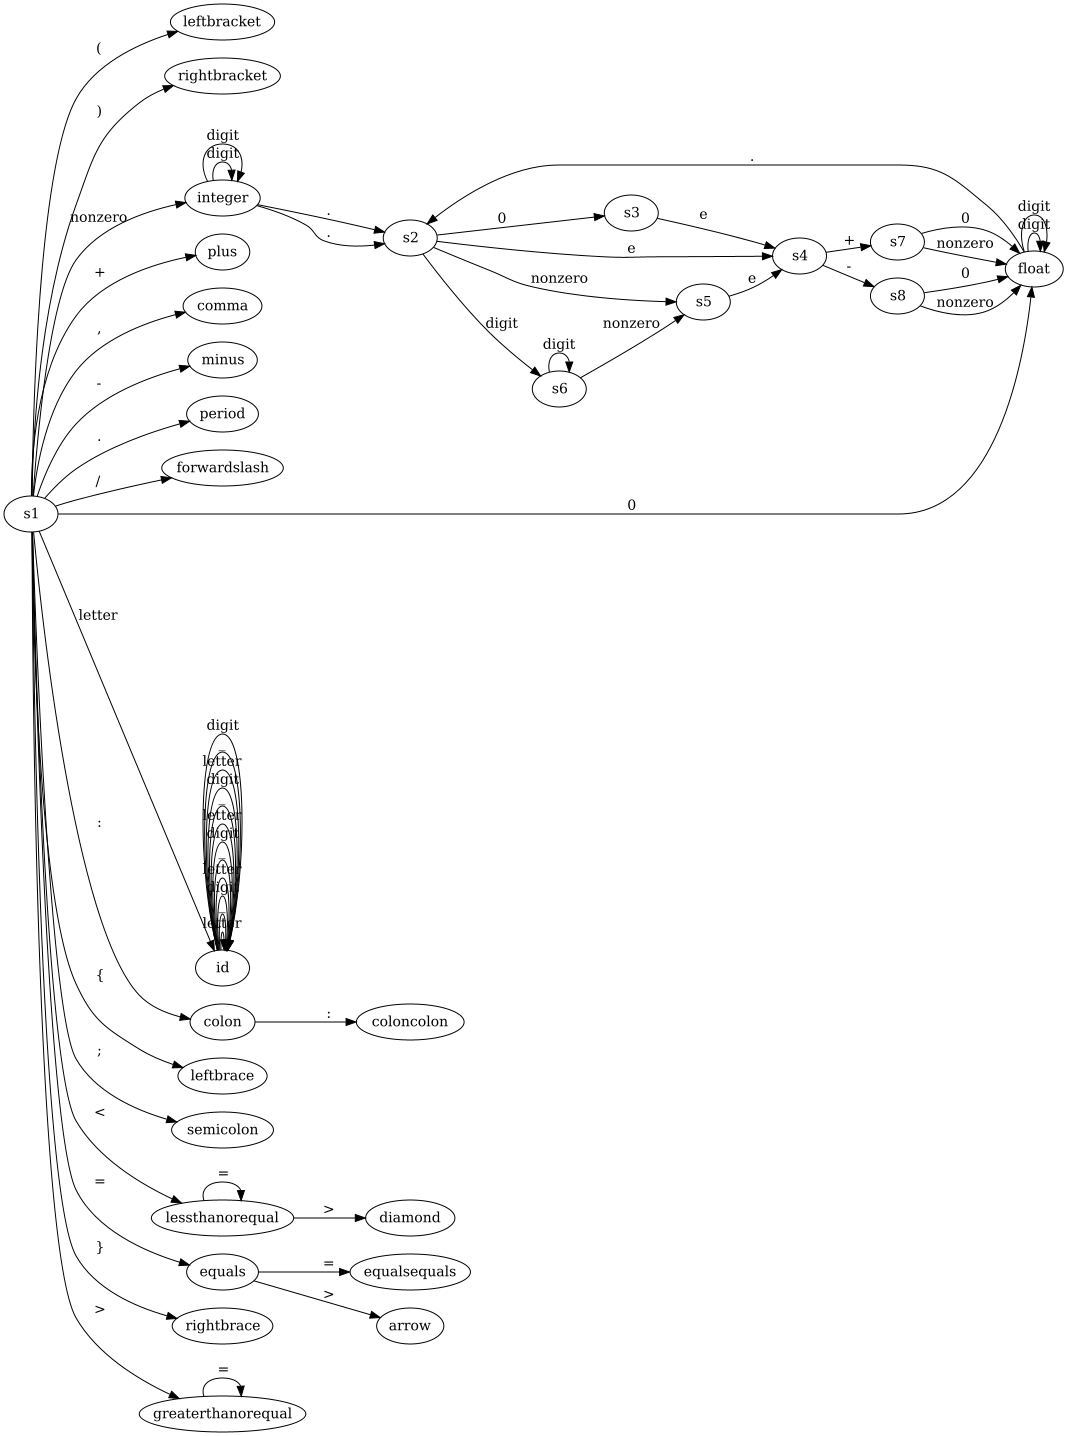 leftbracket
(
rightbracket
)
digit
digit
nonzero
integer
.
.
.
s2
0
s3
e
e
s4
+
s7
0
nonzero
digit
digit
float
-
s8
0
nonzero
nonzero
s5
e
digit
nonzero
digit
s6
+
plus
,
comma
-
minus
.
period
/
forwardslash
s1
0
letter
digit
_
letter
digit
_
letter
digit
_
letter
digit
_
letter
id
:
colon
:
coloncolon
{
leftbrace
;
semicolon
<
=
lessthanorequal
>
diamond
=
equals
=
equalsequals
>
arrow
}
rightbrace
>
=
greaterthanorequal